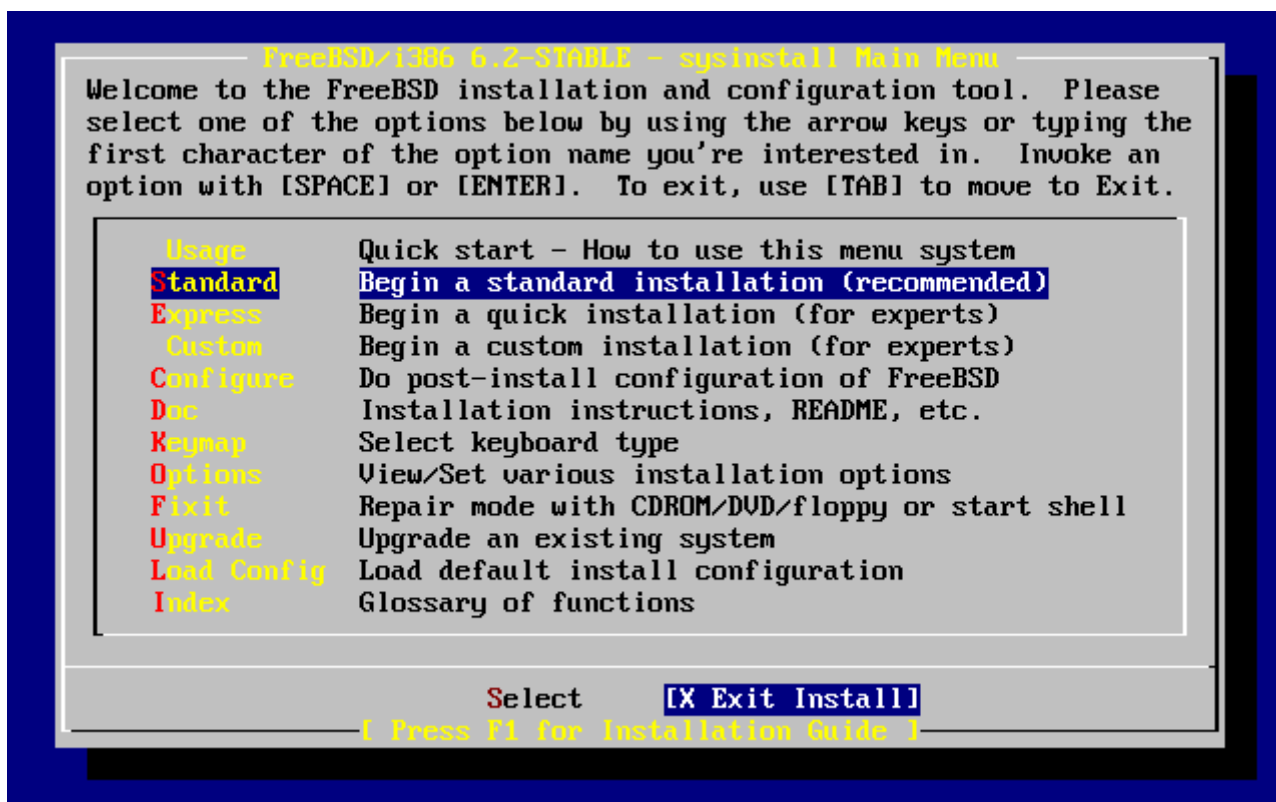 FreeBSD/i386 6.2-STABLE - sysinstall Main Menu
Welcome to the FreeBSD installation and configuration tool.  Please
select one of the options below by using the arrow keys or typing the
first character of the option name you're interested in.  Invoke an
option with [SPACE] or [ENTER].  To exit, use [TAB] to move to Exit.
Usage Quick start - How to use this menu system
Standard Begin a standard installation (recommended)
Express Begin a quick installation (for experts)
Custom Begin a custom installation (for experts)
Configure Do post-install configuration of FreeBSD
Doc Installation instructions, README, etc.
Keymap Select keyboard type
Options View/Set various installation options
Fixit Repair mode with CDROM/DVD/floppy or start shell
Upgrade Upgrade an existing system
Load Config Load default install configuration
Index Glossary of functions
Select [X Exit Install]
[ Press F1 for Installation Guide ]